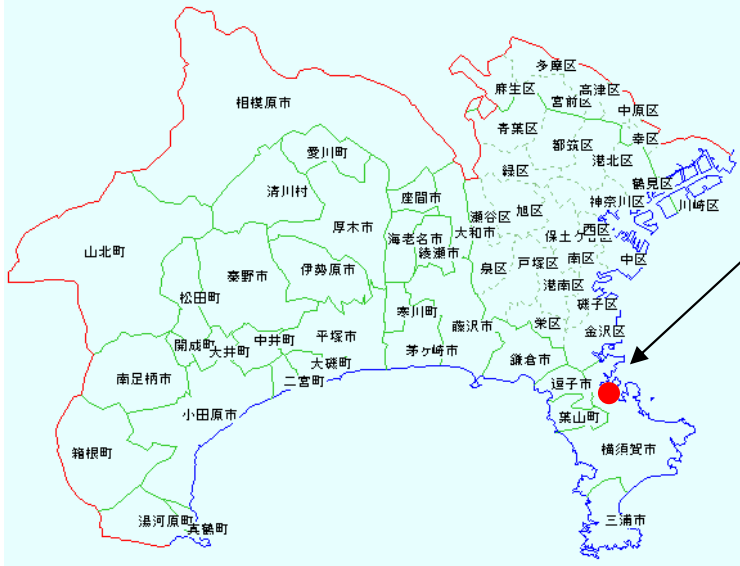 多摩区
麻生区
高津区
宮前区
中原区
相模原市
青葉区
幸区
都筑区
愛川町
港北区
緑区
鶴見区
清川村
座間市
神奈川区
川崎区
瀬谷区
旭区
厚木市
大和市
西区
海老名市
保土ヶ谷区
山北町
綾瀬市
中区
泉区
戸塚区
南区
秦野市
伊勢原市
港南区
松田町
磯子区
寒川町
藤沢市
栄区
金沢区
中井町
平塚市
開成町
大井町
茅ヶ崎市
鎌倉市
大磯町
南足柄市
二宮町
逗子市
小田原市
葉山町
箱根町
横須賀市
湯河原町
真鶴町
三浦市